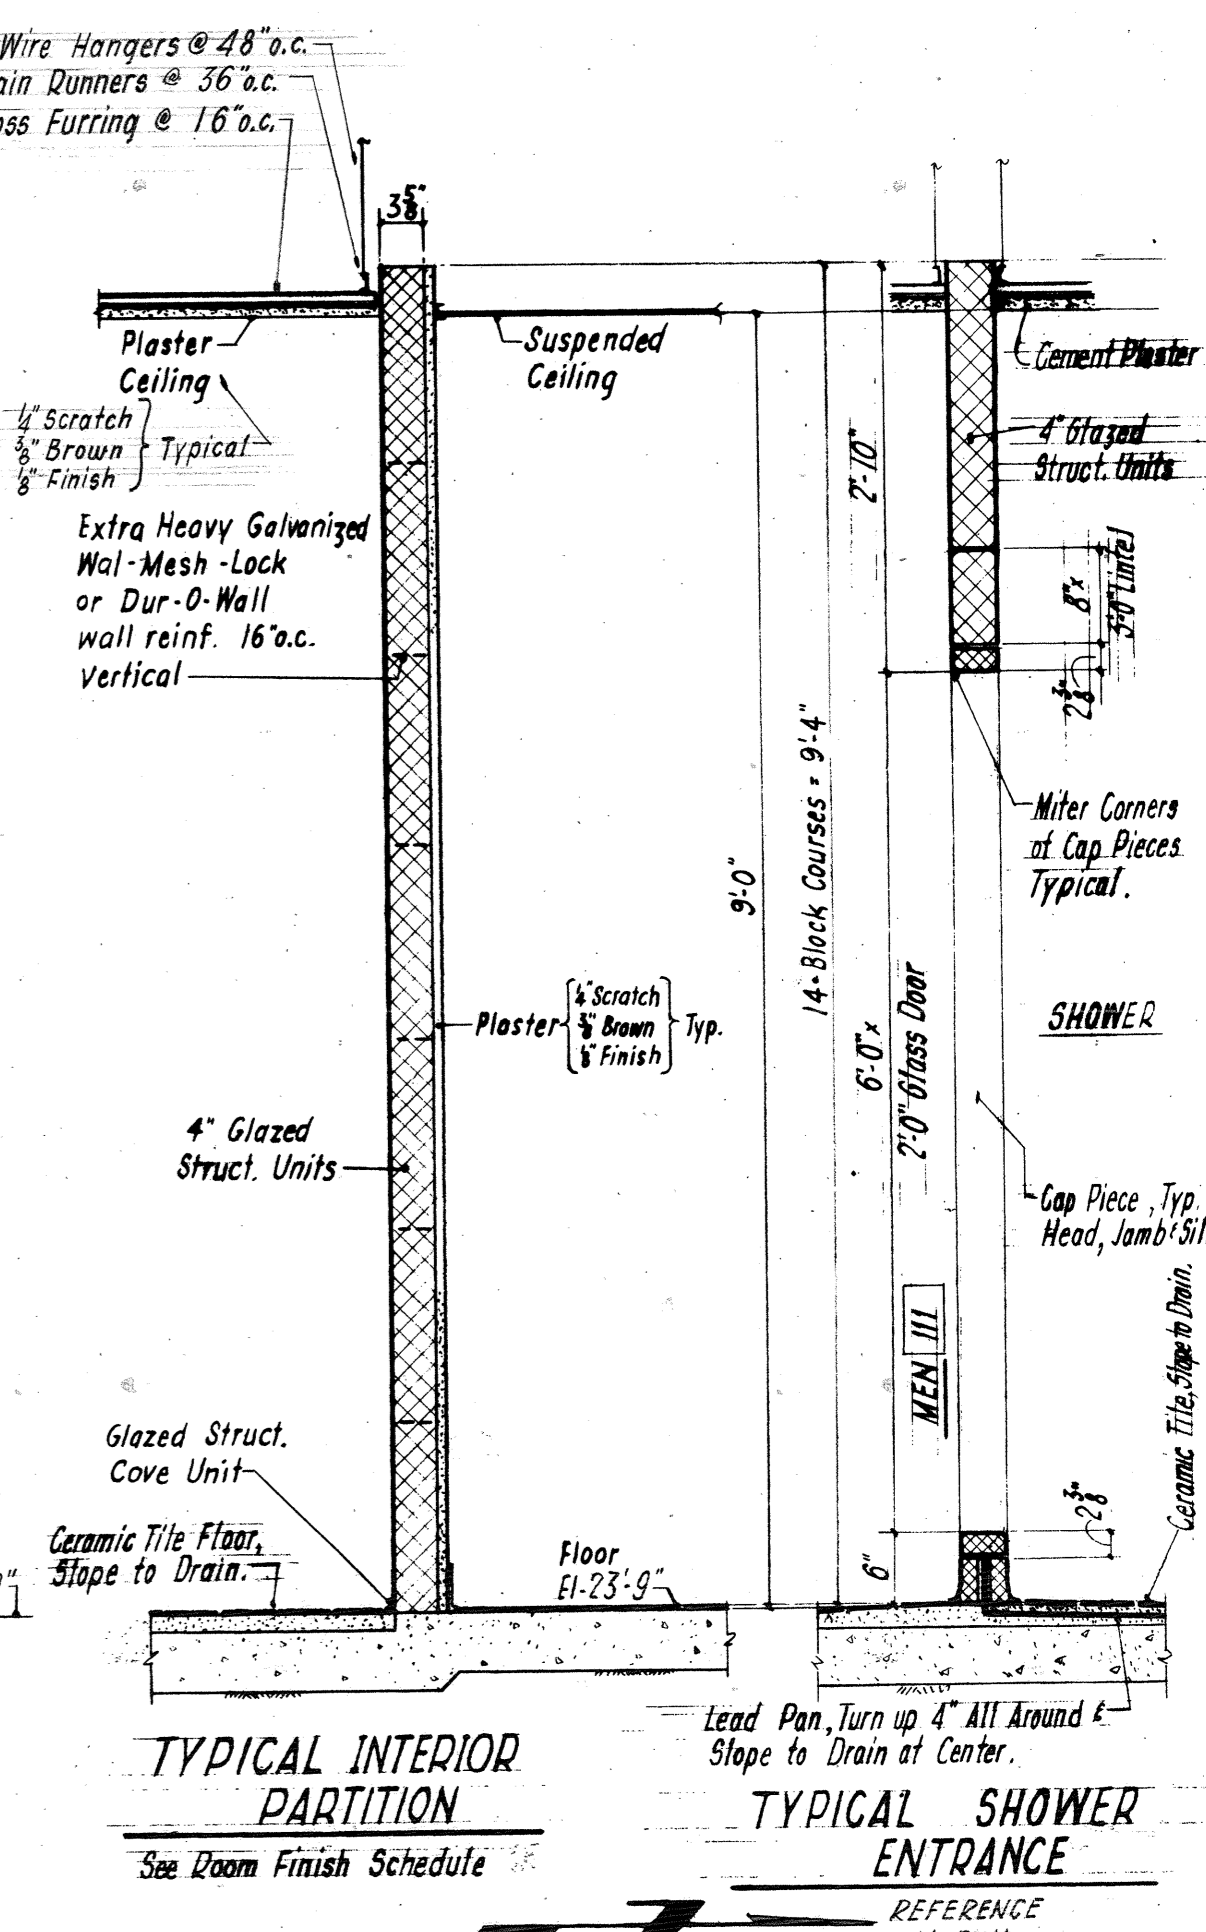 Wire Hangers @ 48" o.c.
Runners @ 36" o.c.
Furring @ 16" o.c.
3 5/8"
Plaster
Ceiling
1/4" Scratch
3/8" Brown
1/8" Finish
Typical
Suspended
Ceiling
Extra Heavy Galvanized
Wal-Mesh-Lock
or Dur-O-Wall
wall reinf. 16" o.c.
Vertical
Plaster
1/4" Scratch
3/8" Brown
1/8" Finish
Typ.
4" Glazed
Struct. Units
Glazed Struct.
Cove Unit
Ceramic Tile Floor,
Slope to Drain.
Floor
El-23'-9"
9'-0"
14-Block Courses = 9'-4"
TYPICAL INTERIOR
PARTITION
See Room Finish Schedule
Cement Plaster
4" Glazed
Struct. Units
2'-10"
8" x
5'-0" Lintel
2 3/8"
Miter Corners
of Cap Pieces
Typical.
SHOWER
6'-0" x
2'-0" Glass Door
Cap Piece, Typ.
Head, Jamb &
MEN 111
Ceramic Tile, Slope to Drain.
2 3/8"
6"
Lead Pan, Turn up 4" All Around &
Slope to Drain at Center.
TYPICAL SHOWER
ENTRANCE
REFERENCE